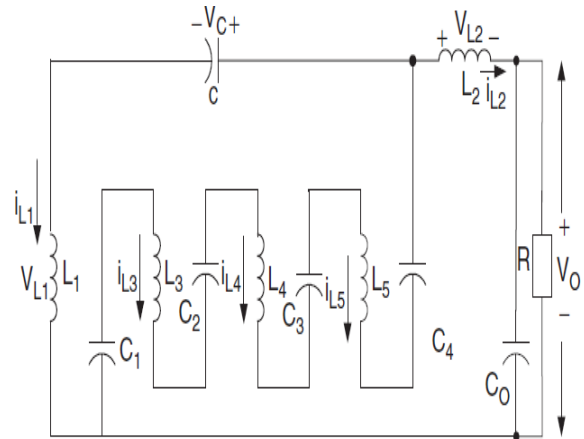 -VC+
C
+ VL2 -
L2 iL2
iL1
VL1 L1
C1
iL3 L3
C2
iL4 L4
C3
iL5 L5
C4
R
+
VO
-
CO